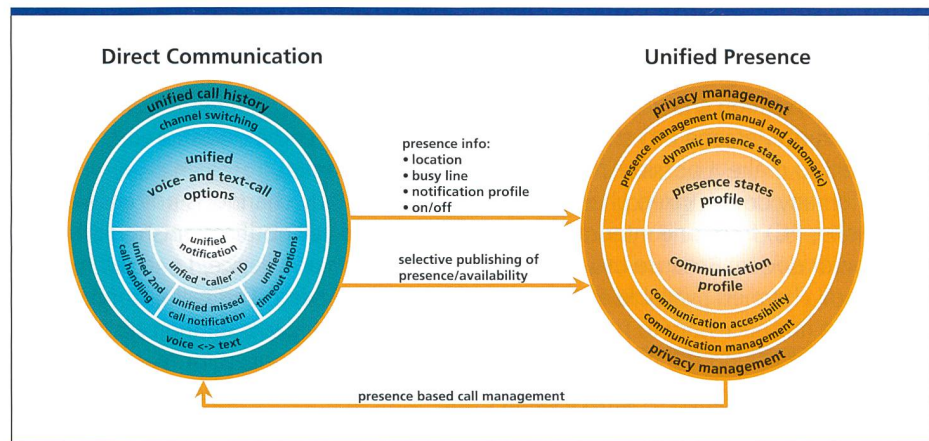 Direct Communication
unified call history
channel switching
unified
voice- and text-call
options
unified
notification
unfied "caller" ID
unified 2nd
call handling
unified missed
call notification
unified
timeout options
voice <-> text
presence info:
• location
• busy line
• notification profile
• on/off
selective publishing of
presence/availability
presence based call management
Unified Presence
privacy management
presence management (manual and automatic)
dynamic presence state
presence states
profile
communication
profile
communication accessibility
communication management
privacy management